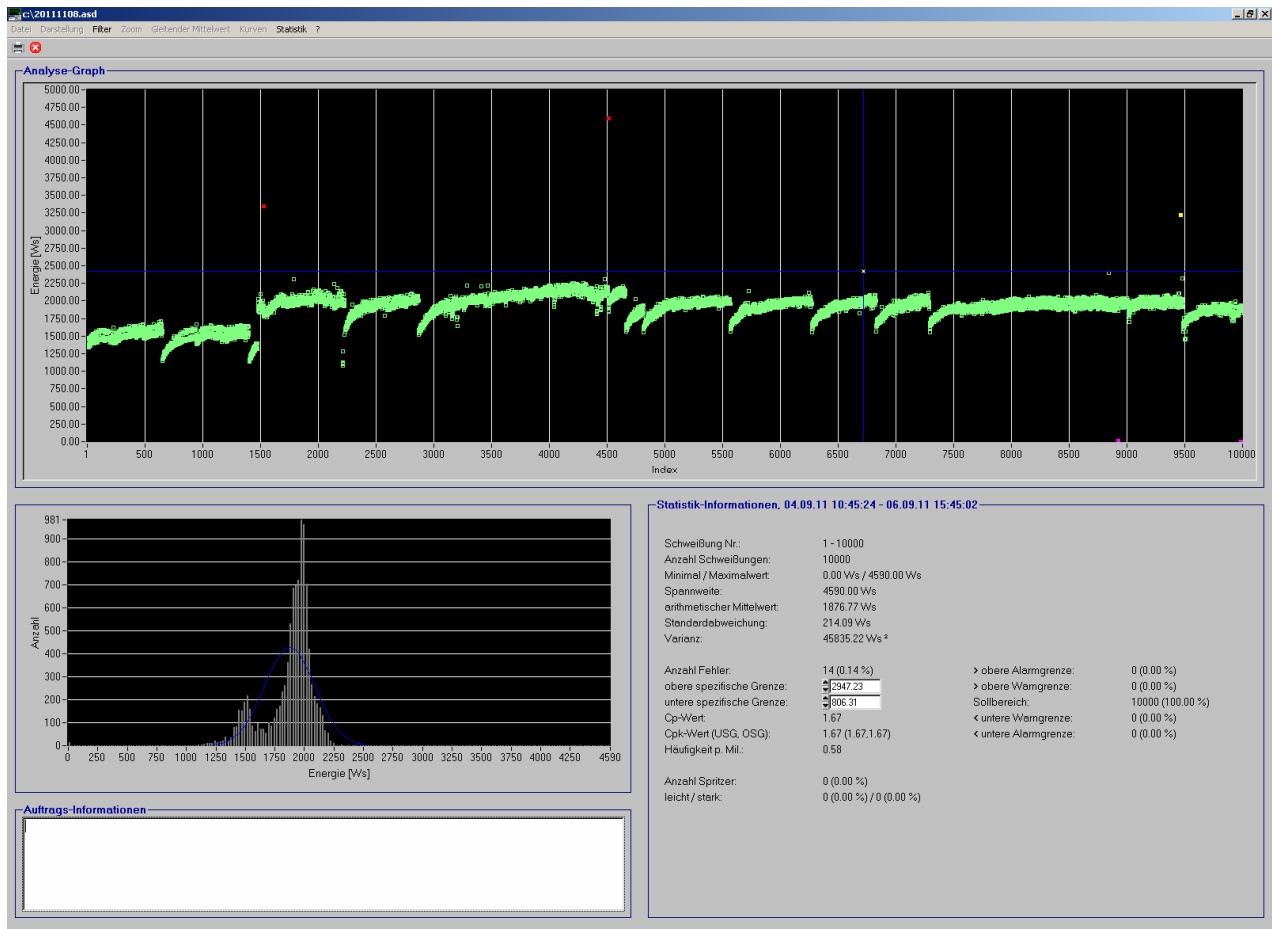 c:\20111108.asd
Datei Darstellung Filter Zoom Gleitender Mittelwert Kurven Statistik ?
Analyse-Graph
5000.00
4750.00
4500.00
4250.00
4000.00
3750.00
3500.00
3250.00
3000.00
2750.00
2500.00
2250.00
2000.00
1750.00
1500.00
1250.00
1000.00
750.00
500.00
250.00
0.00
Energie [Ws]
1 500 1000 1500 2000 2500 3000 3500 4000 4500 5000 5500 6000 6500 7000 7500 8000 8500 9000 9500 10000
Index
981
900
800
700
600
500
400
300
200
100
0
Anzahl
0 250 500 750 1000 1250 1500 1750 2000 2250 2500 2750 3000 3250 3500 3750 4000 4250 4590
Energie [Ws]
Auftrags-Informationen
Statistik-Informationen, 04.09.11 10:45:24 - 06.09.11 15:45:02
Schweißung Nr.: 1 - 10000
Anzahl Schweißungen: 10000
Minimal / Maximalwert: 0.00 Ws / 4590.00 Ws
Spannweite: 4590.00 Ws
arithmetischer Mittelwert: 1876.77 Ws
Standardabweichung: 214.09 Ws
Varianz: 45835.22 Ws ²
Anzahl Fehler: 14 (0.14 %) > obere Alarmgrenze: 0 (0.00 %)
obere spezifische Grenze: 2947.23 > obere Warngrenze: 0 (0.00 %)
untere spezifische Grenze: 806.31 Sollbereich: 10000 (100.00 %)
Cp-Wert: 1.67 < untere Warngrenze: 0 (0.00 %)
Cpk-Wert (USG, OSG): 1.67 (1.67,1.67) < untere Alarmgrenze: 0 (0.00 %)
Häufigkeit p. Mil.: 0.58
Anzahl Spritzer: 0 (0.00 %)
leicht / stark: 0 (0.00 %) / 0 (0.00 %)